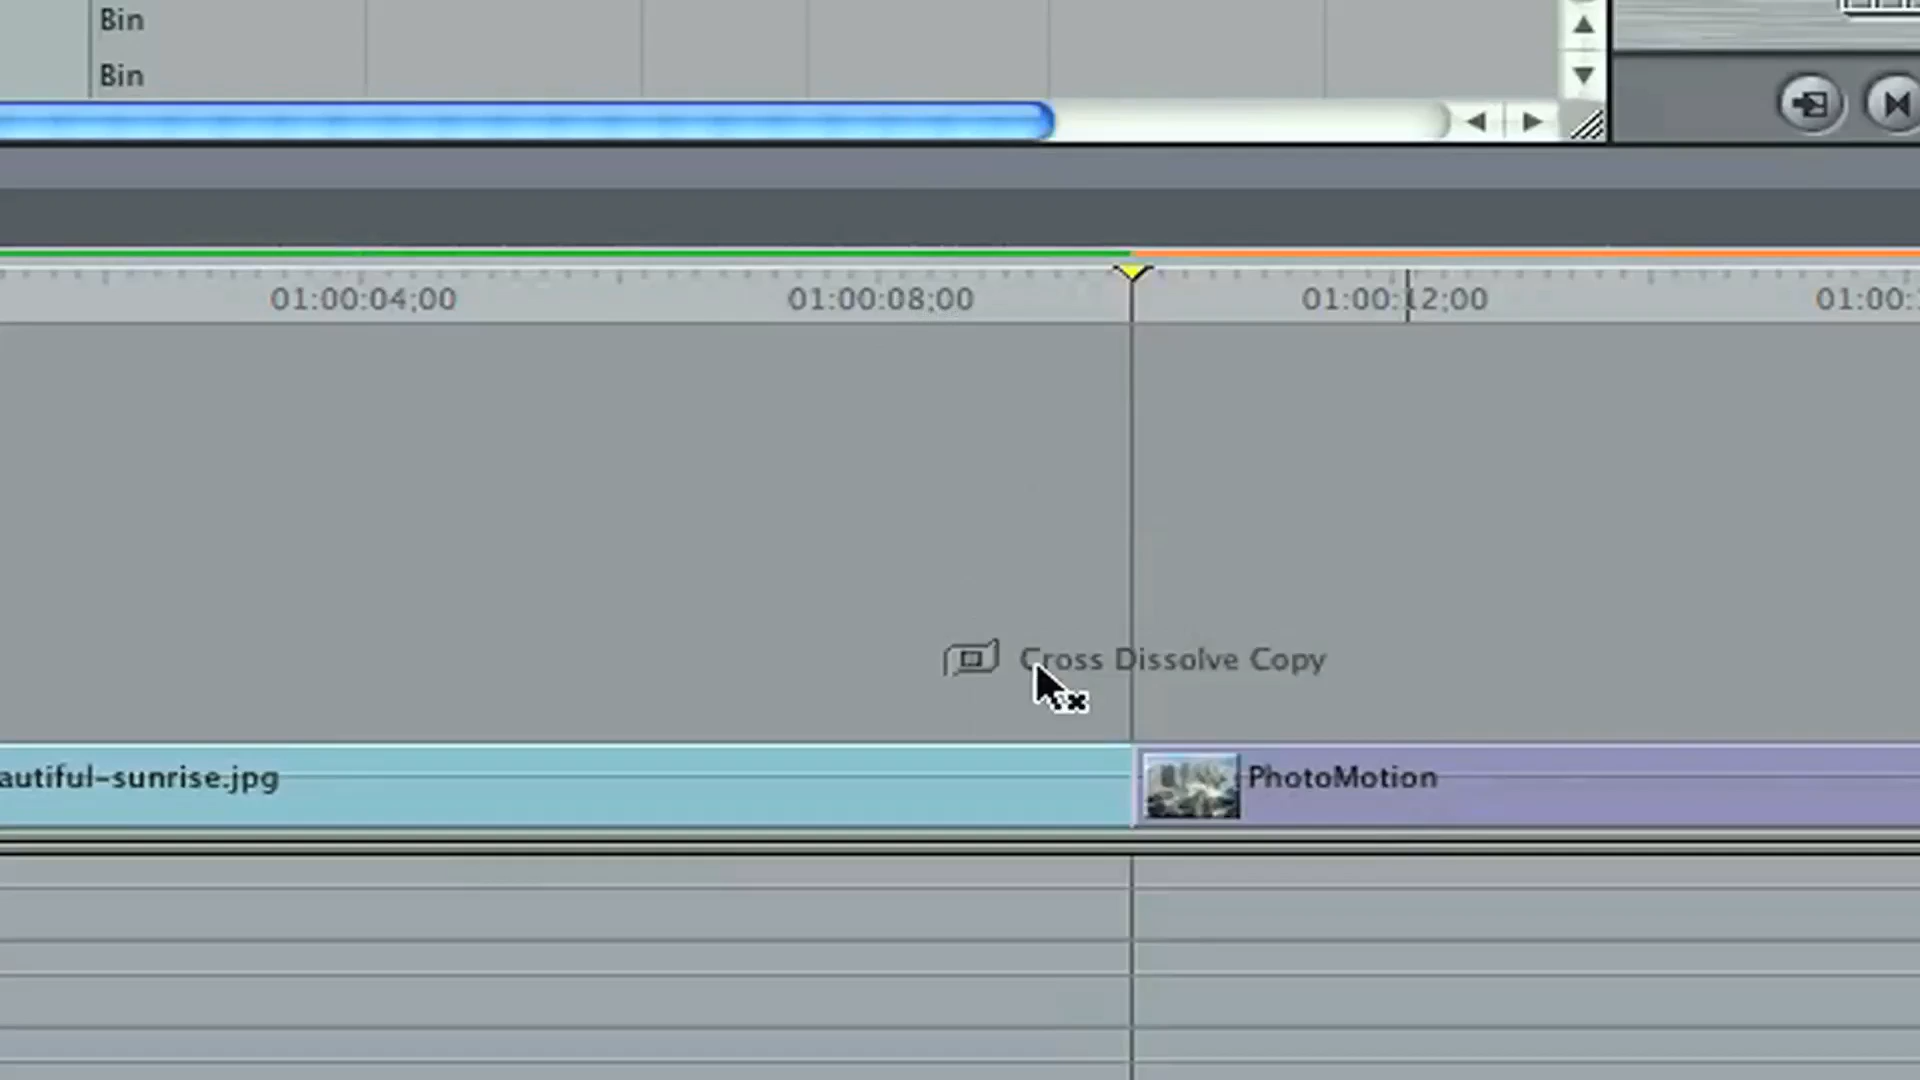 Bin
Bin
01:00:04;00 01:00:08;00 01:00:12;00 01:00:
Cross Dissolve Copy
autiful-sunrise.jpg PhotoMotion